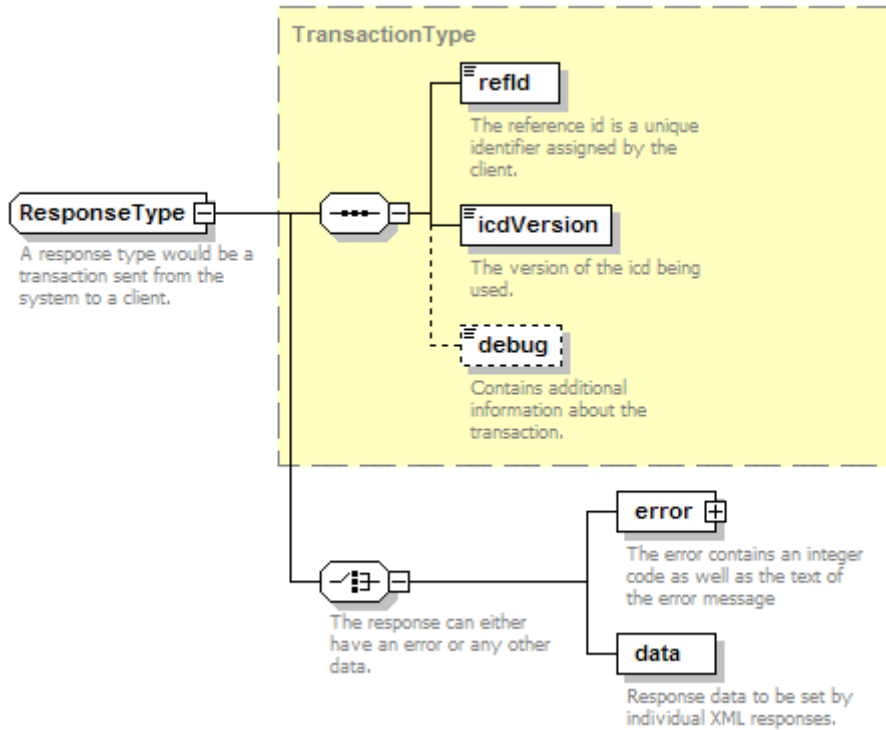 TransactionType
refId
The reference id is a unique
identifier assigned by the
client.
ResponseType
A response type would be a
transaction sent from the
system to a client.
icdVersion
The version of the icd being
used.
debug
Contains additional
information about the
transaction.
error
The error contains an integer
code as well as the text of
the error message
The response can either
have an error or any other
data.
data
Response data to be set by
individual XML responses.